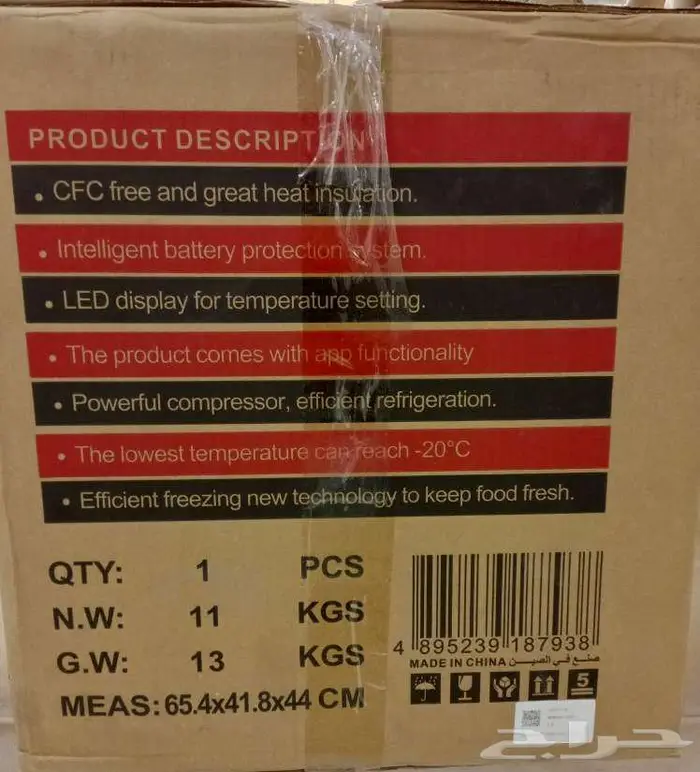 PRODUCT DESCRIPTION
• CFC free and great heat insulation.
• Intelligent battery protection system.
• LED display for temperature setting.
• The product comes with app functionality
• Powerful compressor, efficient refrigeration.
• The lowest temperature can reach -20°C
• Efficient freezing new technology to keep food fresh.
QTY: 1 PCS
N.W: 11 KGS
G.W: 13 KGS
MEAS: 65.4x41.8x44 CM
4 895239 187938
MADE IN CHINA صنع في الصين
5
حراج